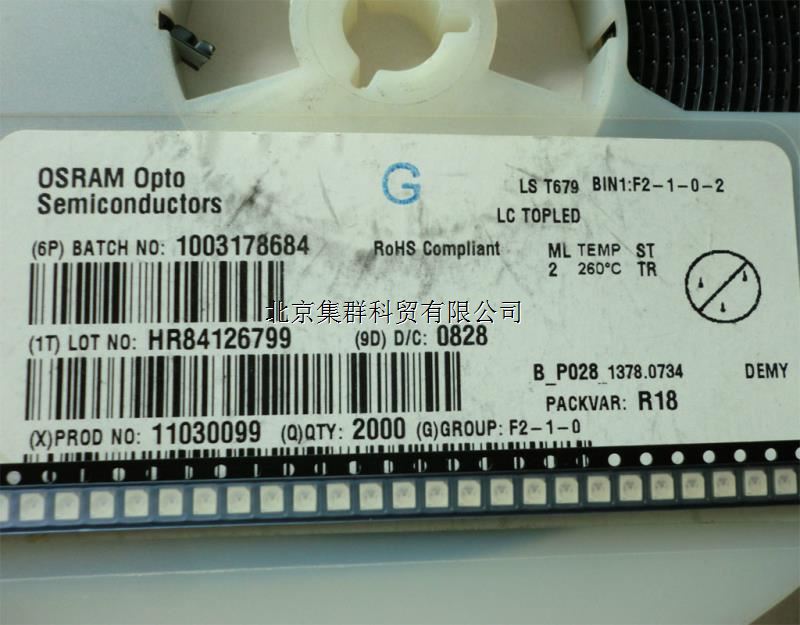 OSRAM Opto
Semiconductors
G
LS T679 BIN1:F2-1-0-2
LC TOPLED
(6P) BATCH NO: 1003178684
RoHS Compliant
ML TEMP ST
2 260°C TR
北京集群科贸有限公司
(1T) LOT NO: HR84126799 (9D) D/C: 0828
B_P028_1378.0734 DEMY
PACKVAR: R18
(X)PROD NO: 11030099 (Q)QTY: 2000 (G)GROUP: F2-1-0